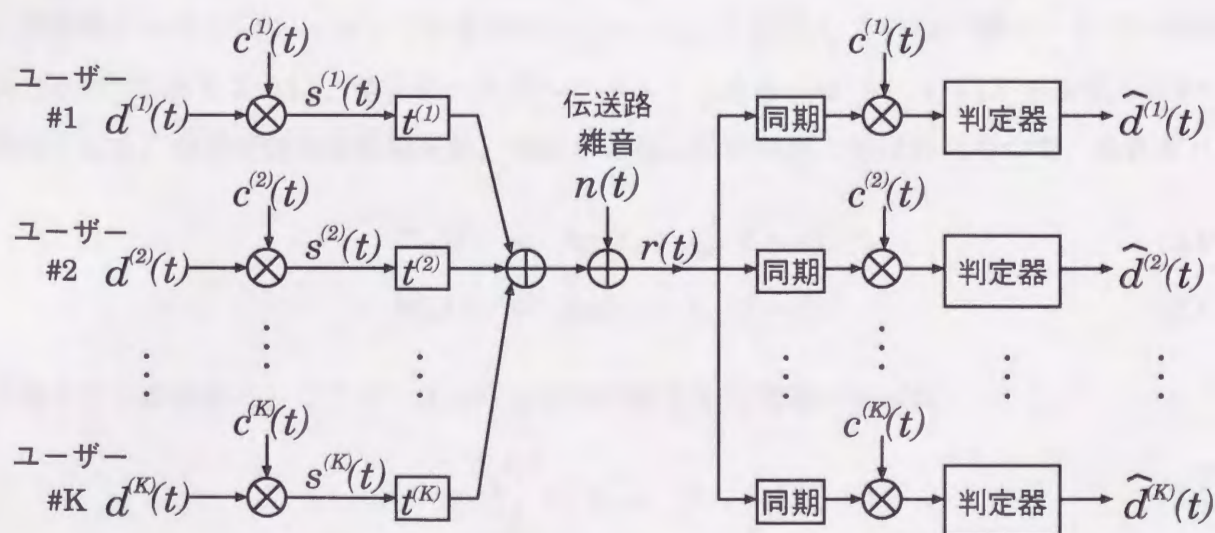 c⁽¹⁾(t)
ユーザー
#1 d⁽¹⁾(t)
s⁽¹⁾(t)
t⁽¹⁾
伝送路
雑音
n(t)
c⁽¹⁾(t)
同期
判定器
d̂⁽¹⁾(t)
c⁽²⁾(t)
ユーザー
#2 d⁽²⁾(t)
s⁽²⁾(t)
t⁽²⁾
r(t)
c⁽²⁾(t)
同期
判定器
d̂⁽²⁾(t)
c⁽ᴷ⁾(t)
ユーザー
#K d⁽ᴷ⁾(t)
s⁽ᴷ⁾(t)
t⁽ᴷ⁾
c⁽ᴷ⁾(t)
同期
判定器
d̂⁽ᴷ⁾(t)